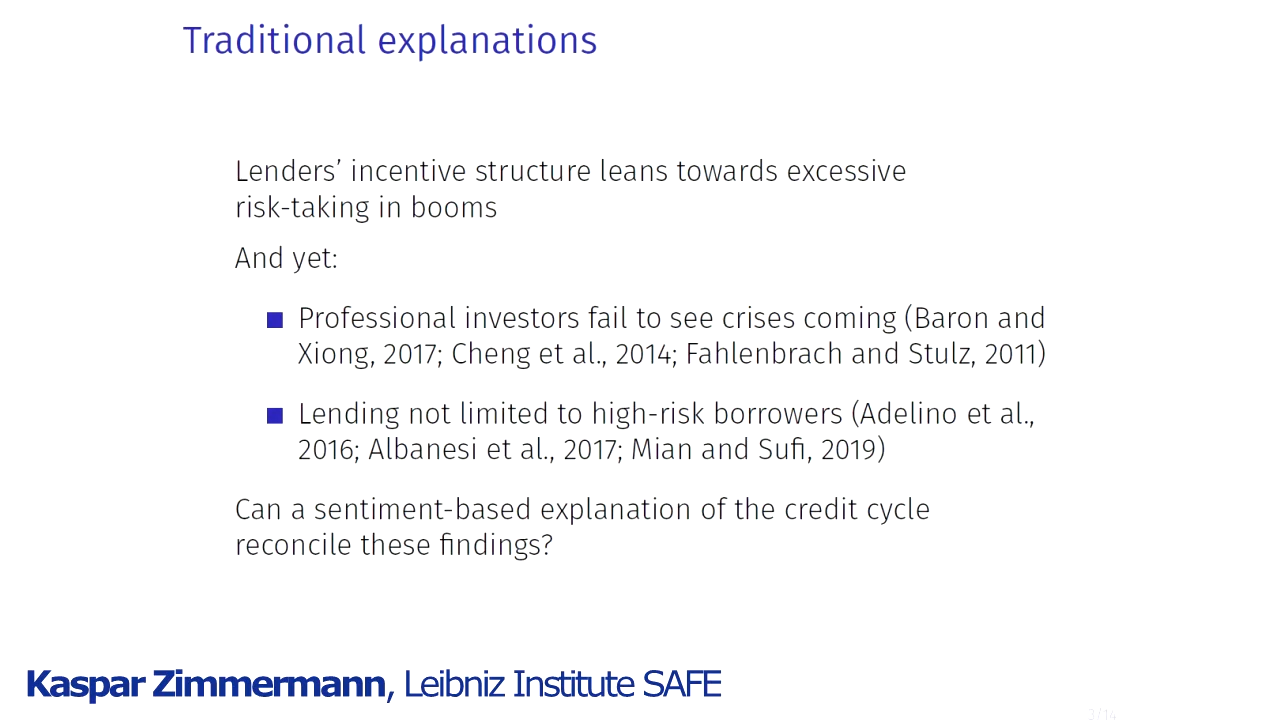 Traditional explanations
Lenders’ incentive structure leans towards excessive
risk-taking in booms
And yet:
Professional investors fail to see crises coming (Baron and
Xiong, 2017; Cheng et al., 2014; Fahlenbrach and Stulz, 2011)
Lending not limited to high-risk borrowers (Adelino et al.,
2016; Albanesi et al., 2017; Mian and Sufi, 2019)
Can a sentiment-based explanation of the credit cycle
reconcile these findings?
Kaspar Zimmermann, Leibniz Institute SAFE
3/14